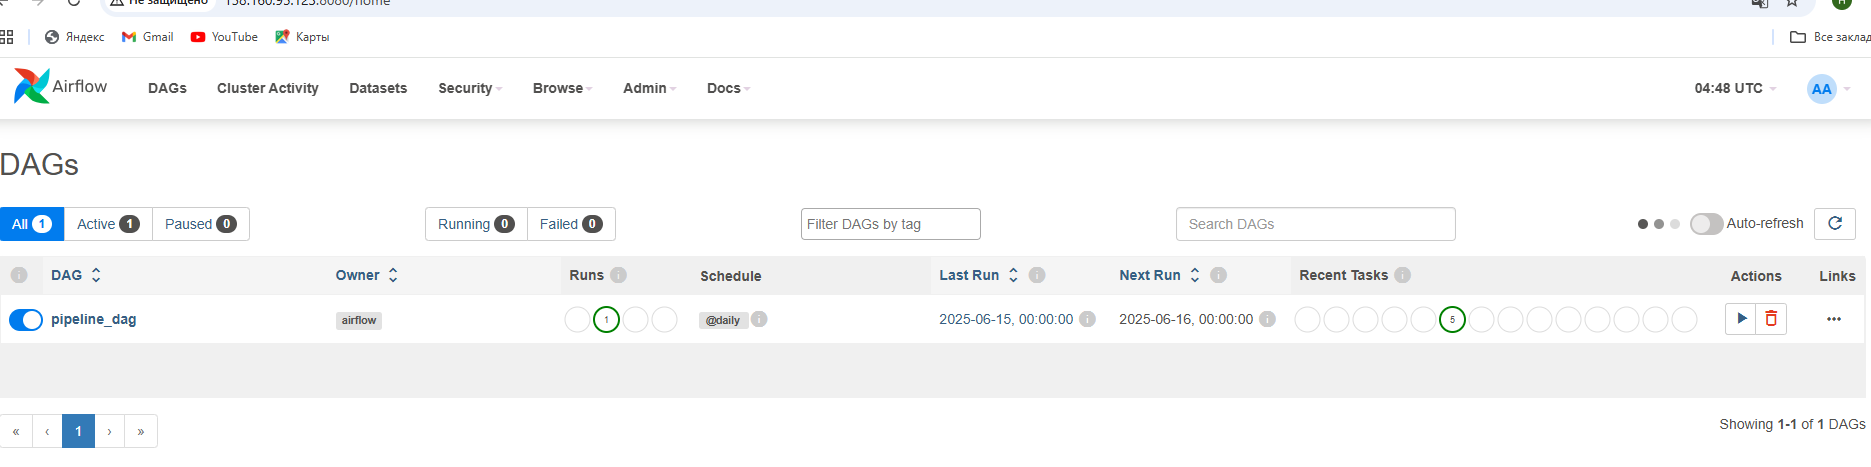 Не защищено 158.160.95.123:8080/home
Яндекс Gmail YouTube Карты Все заклад
Airflow DAGs Cluster Activity Datasets Security Browse Admin Docs 04:48 UTC AA
DAGs
All 1 Active 1 Paused 0 Running 0 Failed 0 Filter DAGs by tag Search DAGs Auto-refresh
DAG Owner Runs Schedule Last Run Next Run Recent Tasks Actions Links
pipeline_dag airflow 1 @daily 2025-06-15, 00:00:00 2025-06-16, 00:00:00 5
« ‹ 1 › » Showing 1-1 of 1 DAGs